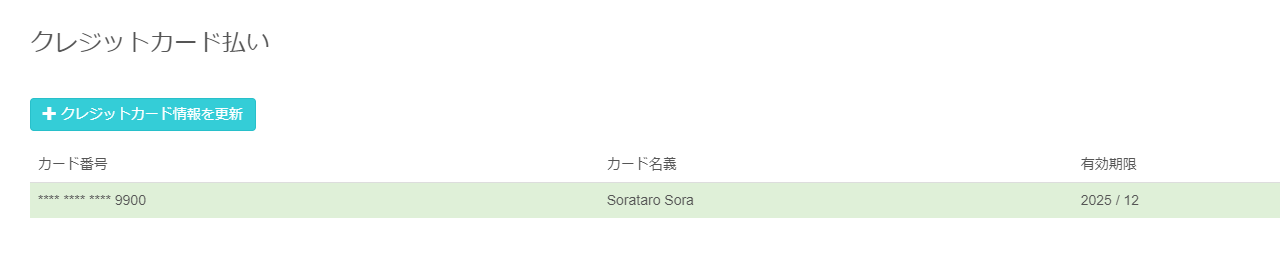 クレジットカード払い
クレジットカード情報を更新
カード番号 カード名義 有効期限
**** **** **** 9900 Sorataro Sora 2025 / 12